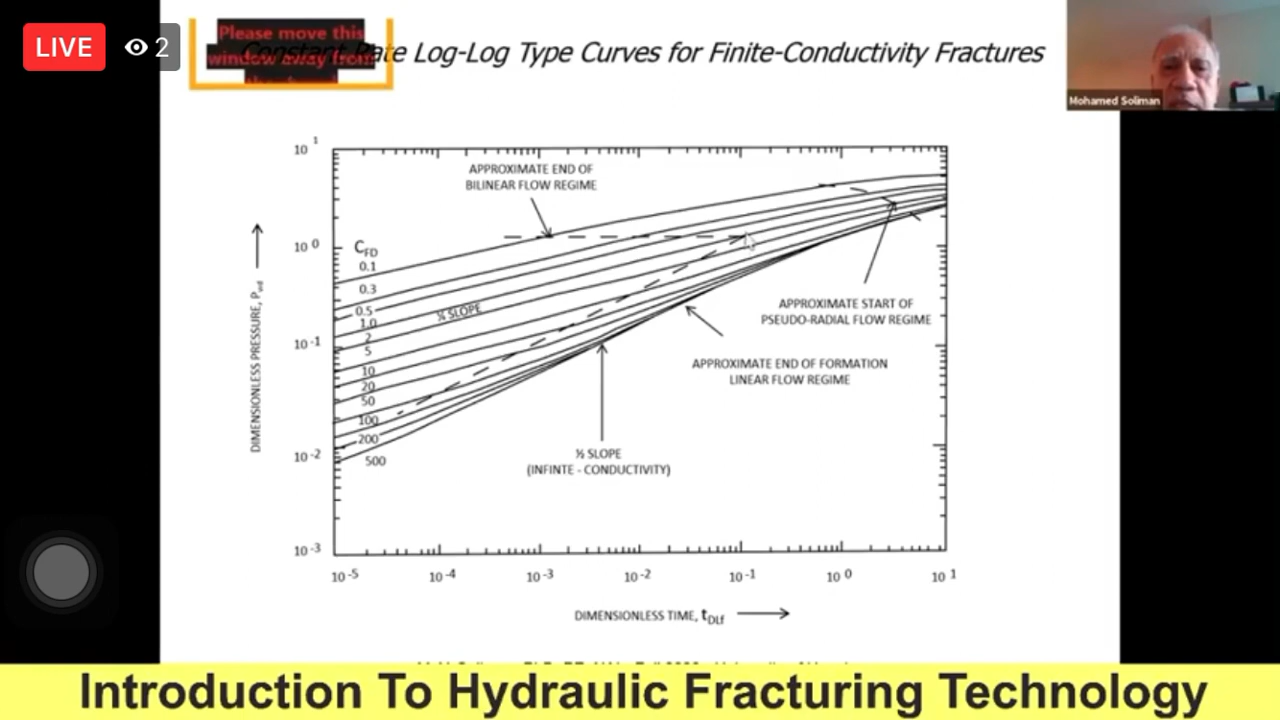 LIVE
2
Please move this
window away from
Constant Rate Log-Log Type Curves for Finite-Conductivity Fractures
Mohamed Soliman
10 1
APPROXIMATE END OF
BILINEAR FLOW REGIME
10 0
CFD
0.1
0.3
0.5
1.0
¼ SLOPE
2
5
10
20
50
100
200
500
10 -1
10 -2
10 -3
DIMENSIONLESS PRESSURE, Pwd
APPROXIMATE START OF
PSEUDO-RADIAL FLOW REGIME
APPROXIMATE END OF FORMATION
LINEAR FLOW REGIME
½ SLOPE
(INFINTE - CONDUCTIVITY)
10 -5
10 -4
10 -3
10 -2
10 -1
10 0
10 1
DIMENSIONLESS TIME, tDLf
Introduction To Hydraulic Fracturing Technology